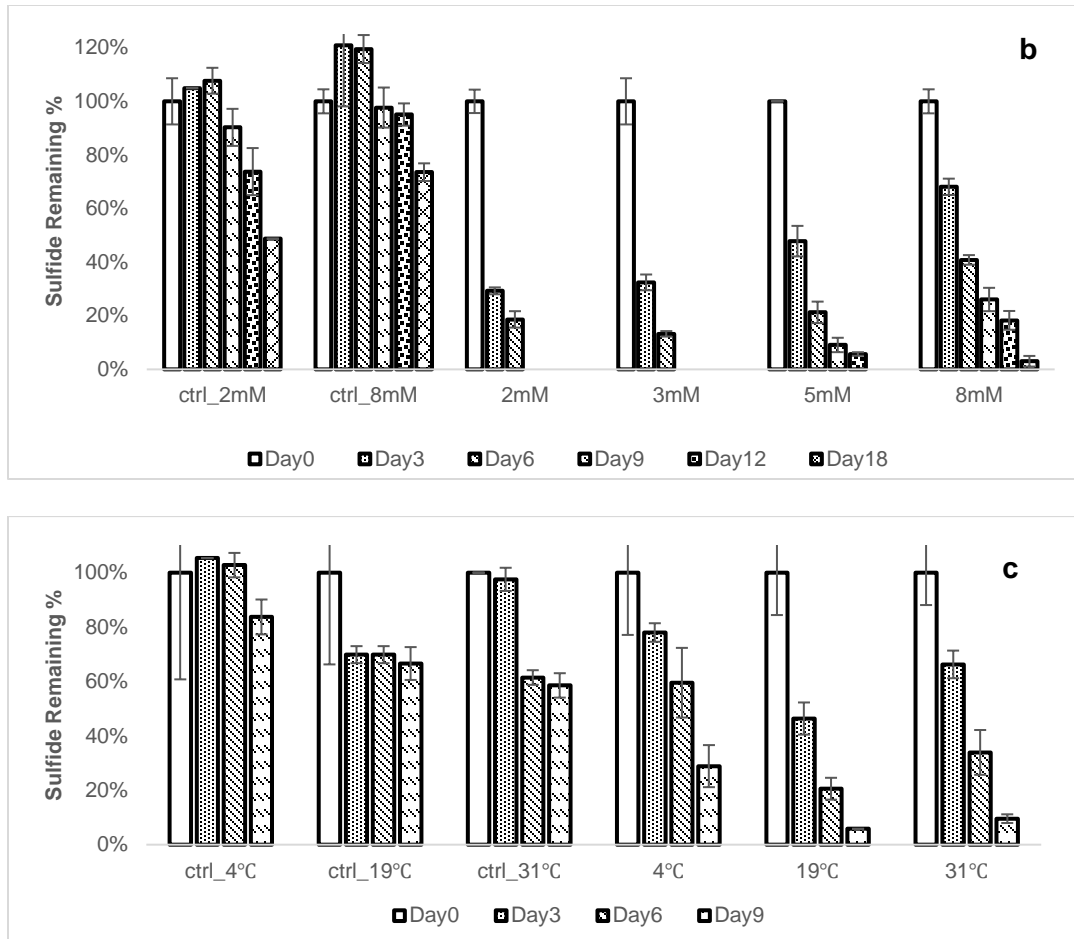 b
120%
100%
80%
60%
40%
20%
0%
Sulfide Remaining %
ctrl_2mM ctrl_8mM 2mM 3mM 5mM 8mM
Day0 Day3 Day6 Day9 Day12 Day18
c
100%
80%
60%
40%
20%
0%
Sulfide Remaining %
ctrl_4℃ ctrl_19℃ ctrl_31℃ 4℃ 19℃ 31℃
Day0 Day3 Day6 Day9